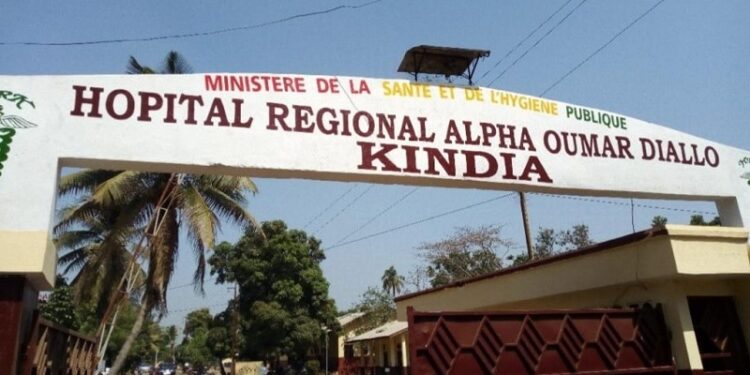 MINISTERE DE LA SANTE ET DE L'HYGIENE PUBLIQUE
HOPITAL REGIONAL ALPHA OUMAR DIALLO
KINDIA